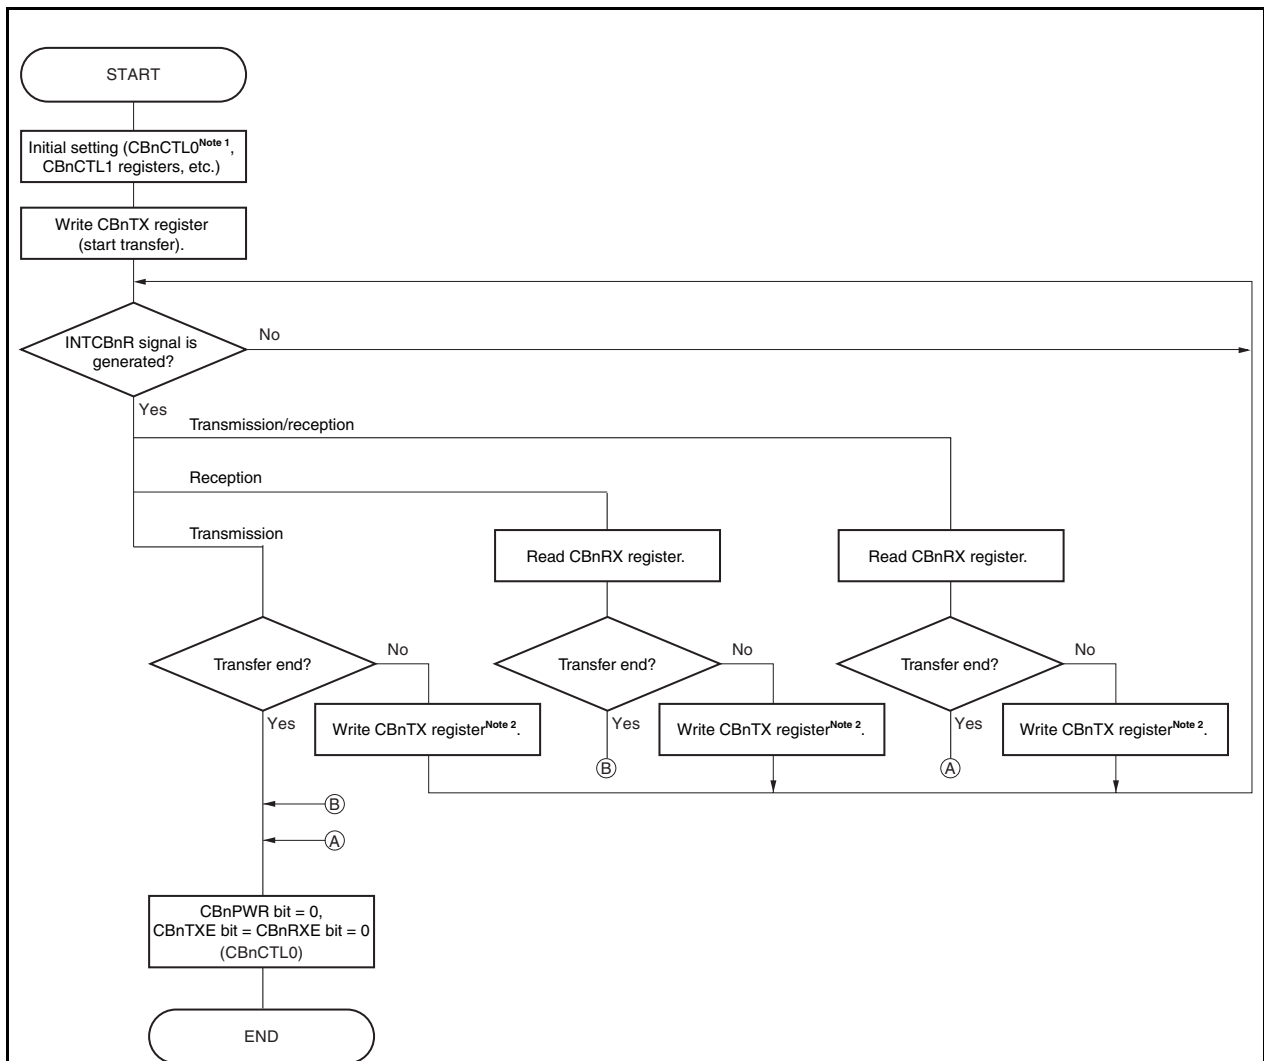 START
Initial setting (CBnCTL0Note 1,
CBnCTL1 registers, etc.)
Write CBnTX register
(start transfer).
INTCBnR signal is
generated?
No
Yes
Transmission/reception
Reception
Transmission
Read CBnRX register.
Read CBnRX register.
Transfer end?
No
Transfer end?
No
Transfer end?
No
Yes
Write CBnTX registerNote 2.
Yes
Write CBnTX registerNote 2.
Yes
Write CBnTX registerNote 2.
B
A
B
A
CBnPWR bit = 0,
CBnTXE bit = CBnRXE bit = 0
(CBnCTL0)
END